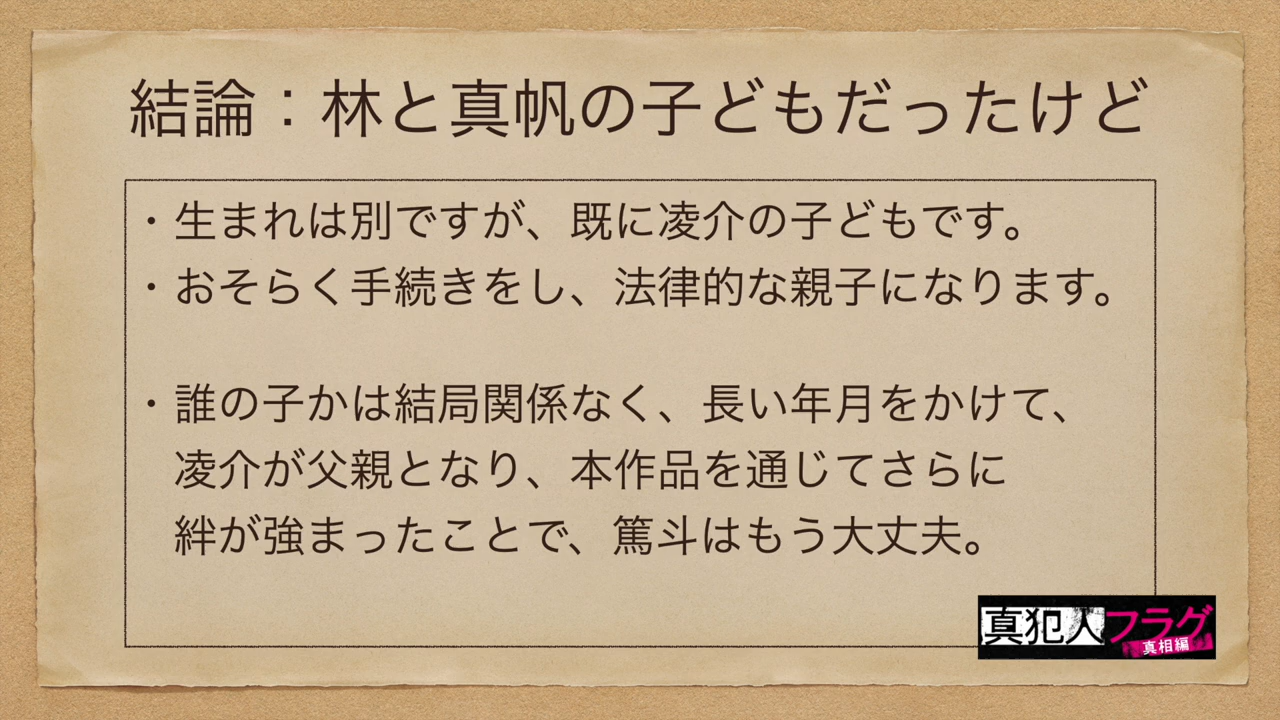 結論：林と真帆の子どもだったけど
・生まれは別ですが、既に凌介の子どもです。
・おそらく手続きをし、法律的な親子になります。
・誰の子かは結局関係なく、長い年月をかけて、
凌介が父親となり、本作品を通じてさらに
絆が強まったことで、篤斗はもう大丈夫。
真犯人フラグ
真相編